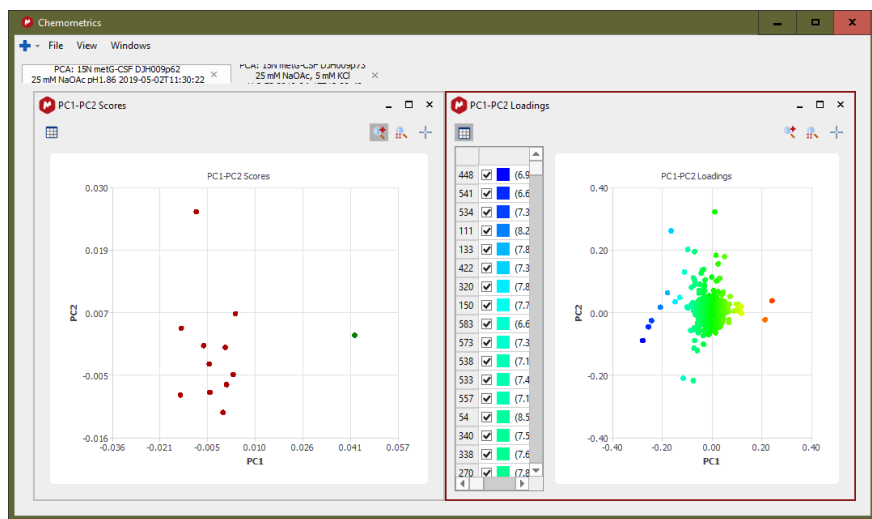 Chemometrics
File View Windows
PCA: 15N metG-CSF DJH009p62
25 mM NaOAc pH1.86 2019-05-02T11:30:22
PCA: 15N metG-CSF DJH009p73
25 mM NaOAc, 5 mM KCl
PC1-PC2 Scores
PC1-PC2 Scores
0.030
0.019
0.007
-0.005
-0.016
PC2
-0.036 -0.021 -0.005 0.010 0.026 0.041 0.057
PC1
PC1-PC2 Loadings
448 (6.9
541 (6.6
534 (7.3
111 (8.2
133 (7.8
422 (7.3
320 (7.8
150 (7.7
583 (6.6
573 (7.3
538 (7.1
533 (7.4
557 (7.1
54 (8.5
340 (7.5
338 (7.6
270 (7.8
PC1-PC2 Loadings
0.40
0.20
0.00
-0.20
-0.40
PC2
-0.40 -0.20 0.00 0.20 0.40
PC1